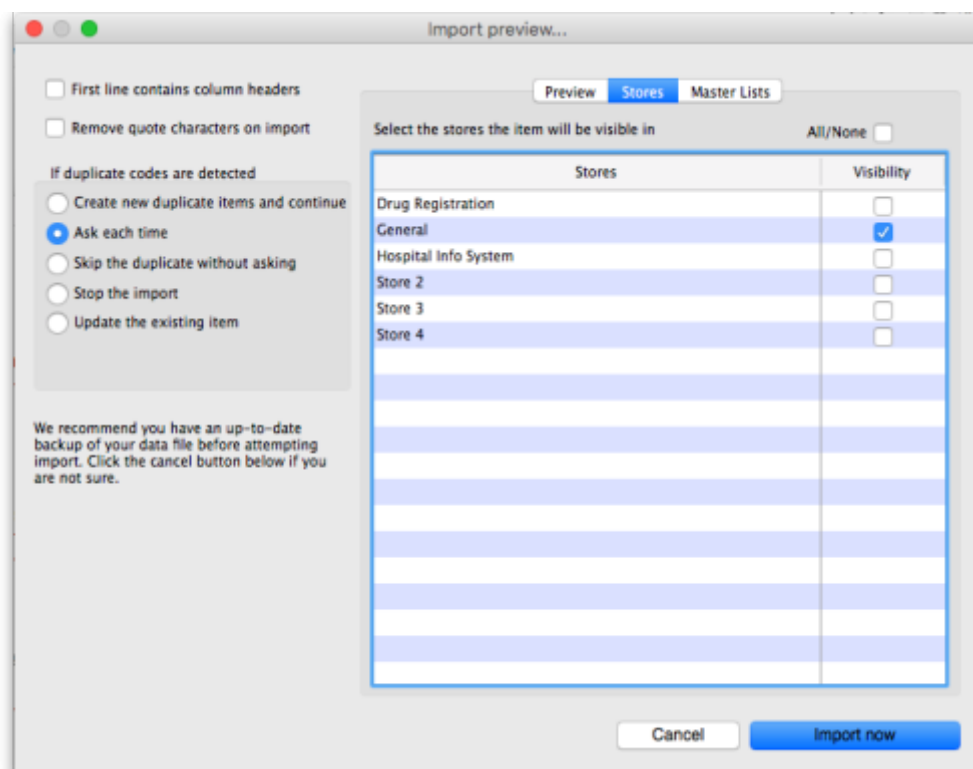 Import preview...
First line contains column headers
Remove quote characters on import
If duplicate codes are detected
Create new duplicate items and continue
Ask each time
Skip the duplicate without asking
Stop the import
Update the existing item
We recommend you have an up-to-date
backup of your data file before attempting
import. Click the cancel button below if you
are not sure.
Preview Stores Master Lists
Select the stores the item will be visible in All/None
Stores Visibility
Drug Registration
General
Hospital Info System
Store 2
Store 3
Store 4
Cancel Import now